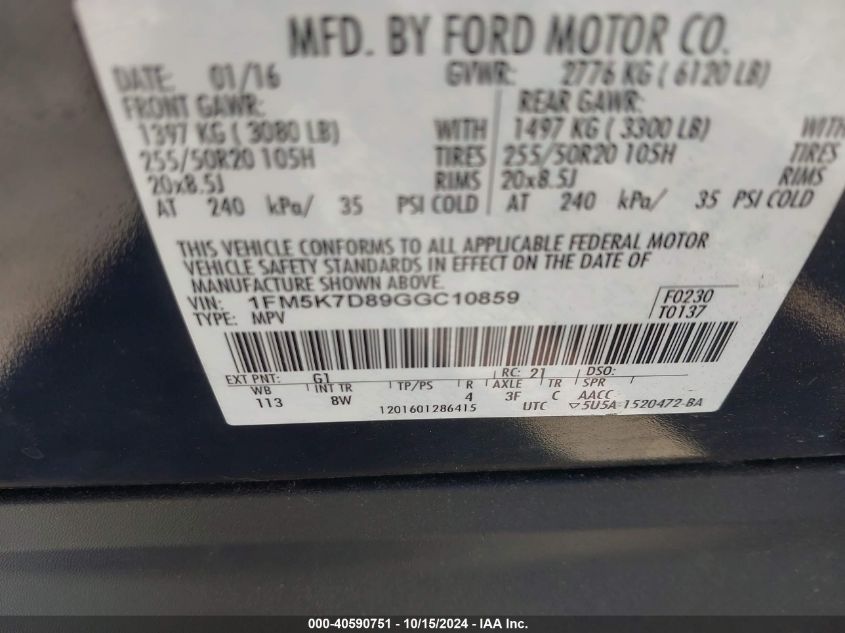 MFD. BY FORD MOTOR CO.
DATE: 01/16 GVWR: 2776 KG ( 6120 LB)
FRONT GAWR: REAR GAWR:
1397 KG ( 3080 LB) WITH 1497 KG ( 3300 LB) WITH
255/50R20 105H TIRES 255/50R20 105H TIRES
20x8.5J RIMS 20x8.5J RIMS
AT 240 kPa/ 35 PSI COLD AT 240 kPa/ 35 PSI COLD
THIS VEHICLE CONFORMS TO ALL APPLICABLE FEDERAL MOTOR
VEHICLE SAFETY STANDARDS IN EFFECT ON THE DATE OF
MANUFACTURE SHOWN ABOVE.
VIN: 1FM5K7D89GGC10859 F0230
TYPE: MPV T0137
EXT PNT: G1 RC: 21 DSO:
WB INT TR TP/PS R AXLE TR SPR
113 8W 4 3F C AACC
1201601286415 UTC ▽5U5A-1520472-BA
000-40590751 - 10/15/2024 - IAA Inc.